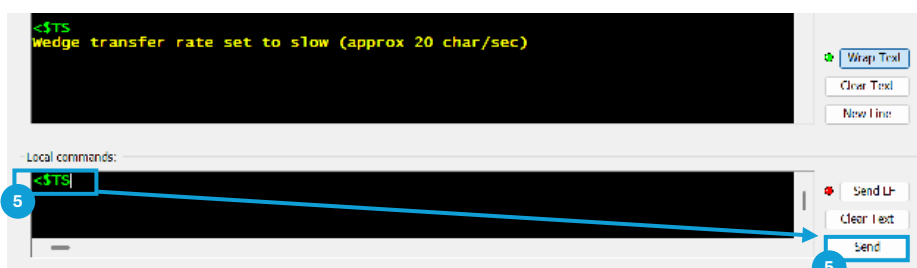 <$TS
Wedge transfer rate set to slow (approx 20 char/sec)
Wrap Text
Clear Text
New Line
Local commands:
<$TS
5
Send LF
Clear Text
Send
5